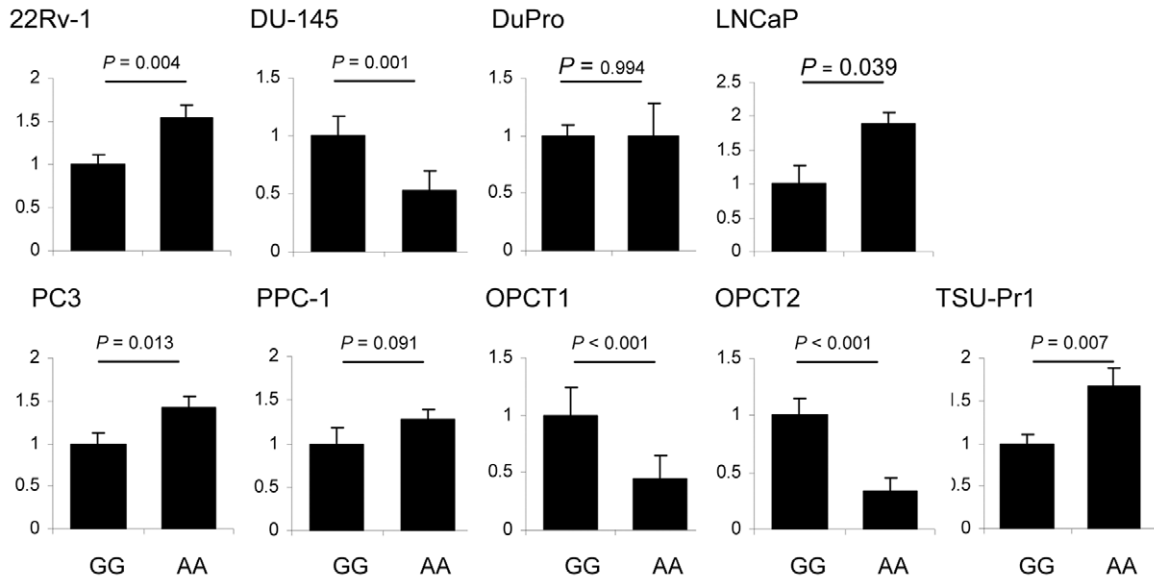 22Rv-1
P = 0.004
2
1.5
1
0.5
0
DU-145
P = 0.001
1.5
1
0.5
0
DuPro
P = 0.994
1.5
1
0.5
0
LNCaP
P = 0.039
2.5
2
1.5
1
0.5
0
PC3
P = 0.013
2
1.5
1
0.5
0
GG AA
PPC-1
P = 0.091
2
1.5
1
0.5
0
GG AA
OPCT1
P < 0.001
1.5
1
0.5
0
GG AA
OPCT2
P < 0.001
1.5
1
0.5
0
GG AA
TSU-Pr1
P = 0.007
2
1.5
1
0.5
0
GG AA